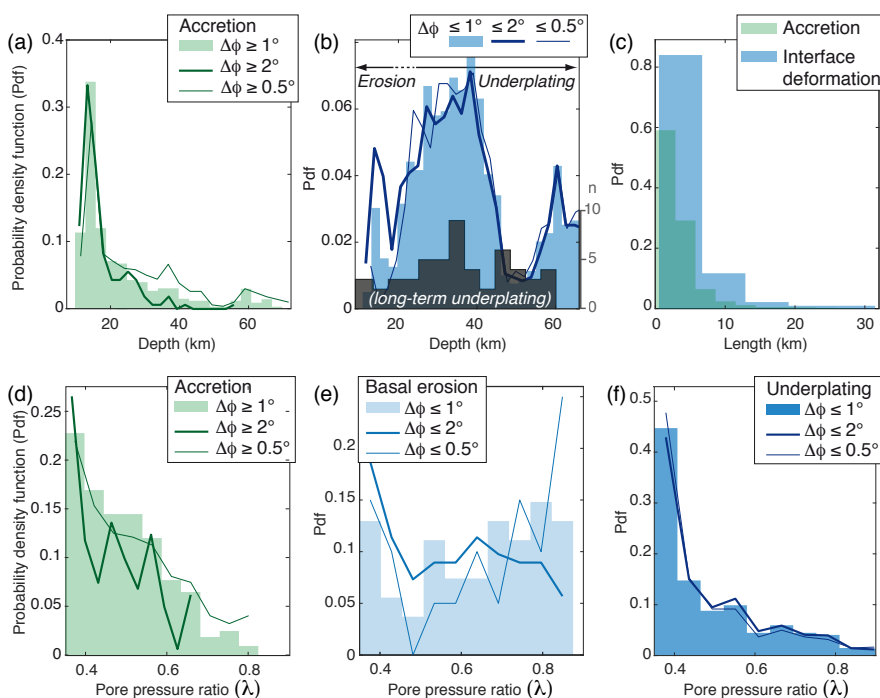 (a)
Accretion
Δϕ ≥ 1°
Δϕ ≥ 2°
Δϕ ≥ 0.5°
Probability density function (Pdf)
0.4
0.3
0.2
0.1
0
20
40
60
Depth (km)
(b)
Δϕ ≤ 1° ≤ 2° ≤ 0.5°
Erosion
Underplating
Pdf
0.06
0.04
0.02
0
n
10
5
0
(long-term underplating)
20
40
60
Depth (km)
(c)
Accretion
Interface
deformation
Pdf
0.8
0.6
0.4
0.2
0
0
10
20
30
Length (km)
(d)
Accretion
Δϕ ≥ 1°
Δϕ ≥ 2°
Δϕ ≥ 0.5°
Probability density function (Pdf)
0.25
0.2
0.15
0.1
0.05
0
0.4
0.6
0.8
Pore pressure ratio (λ)
(e)
Basal erosion
Δϕ ≤ 1°
Δϕ ≤ 2°
Δϕ ≤ 0.5°
Pdf
0.2
0.15
0.1
0.05
0
0.4
0.6
0.8
Pore pressure ratio (λ)
(f)
Underplating
Δϕ ≤ 1°
Δϕ ≤ 2°
Δϕ ≤ 0.5°
Pdf
0.5
0.4
0.3
0.2
0.1
0
0.4
0.6
0.8
Pore pressure ratio (λ)